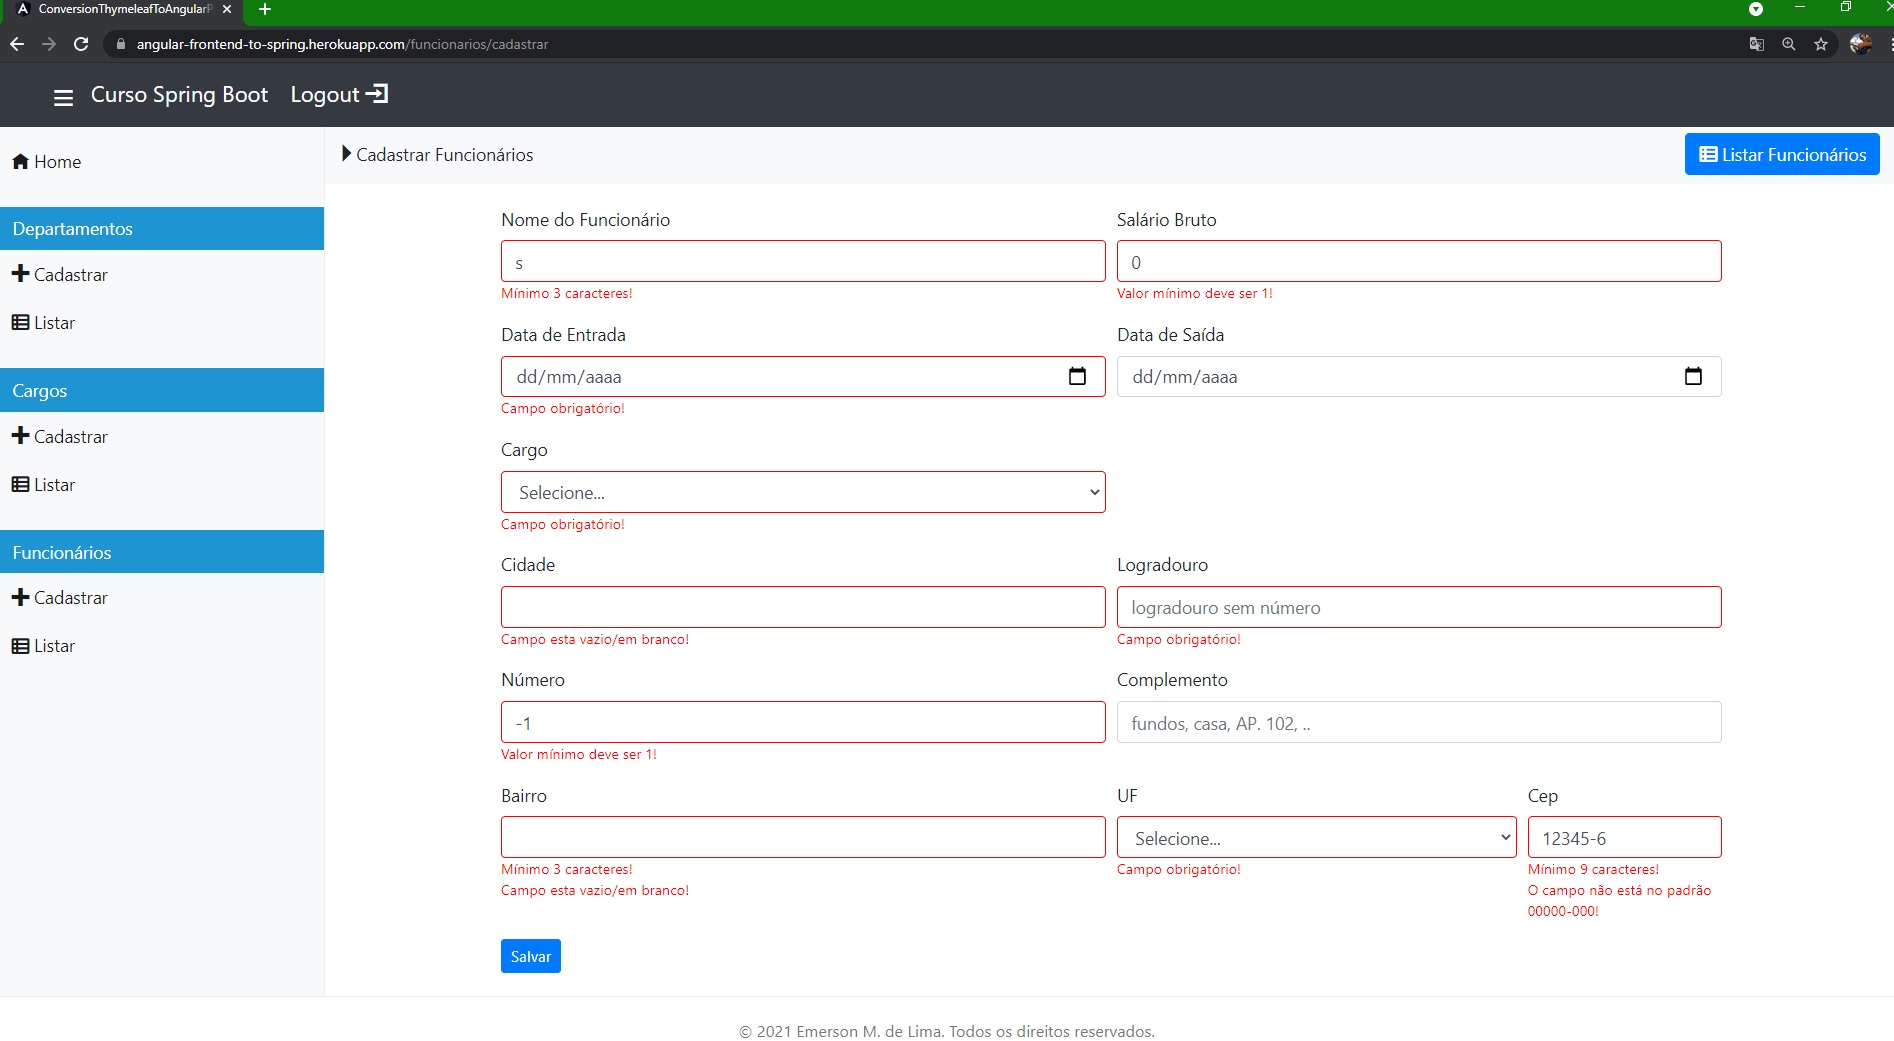 ConversionThymeleafToAngularP
angular-frontend-to-spring.herokuapp.com/funcionarios/cadastrar
Curso Spring Boot Logout
Home
Departamentos
Cadastrar
Listar
Cargos
Cadastrar
Listar
Funcionários
Cadastrar
Listar
Cadastrar Funcionários
Listar Funcionários
Nome do Funcionário Salário Bruto
s 0
Mínimo 3 caracteres! Valor mínimo deve ser 1!
Data de Entrada Data de Saída
dd/mm/aaaa dd/mm/aaaa
Campo obrigatório!
Cargo
Selecione...
Campo obrigatório!
Cidade Logradouro
logradouro sem número
Campo esta vazio/em branco! Campo obrigatório!
Número Complemento
-1 fundos, casa, AP. 102, ..
Valor mínimo deve ser 1!
Bairro UF Cep
Selecione... 12345-6
Mínimo 3 caracteres! Campo obrigatório! Mínimo 9 caracteres!
Campo esta vazio/em branco! O campo não está no padrão
00000-000!
Salvar
© 2021 Emerson M. de Lima. Todos os direitos reservados.